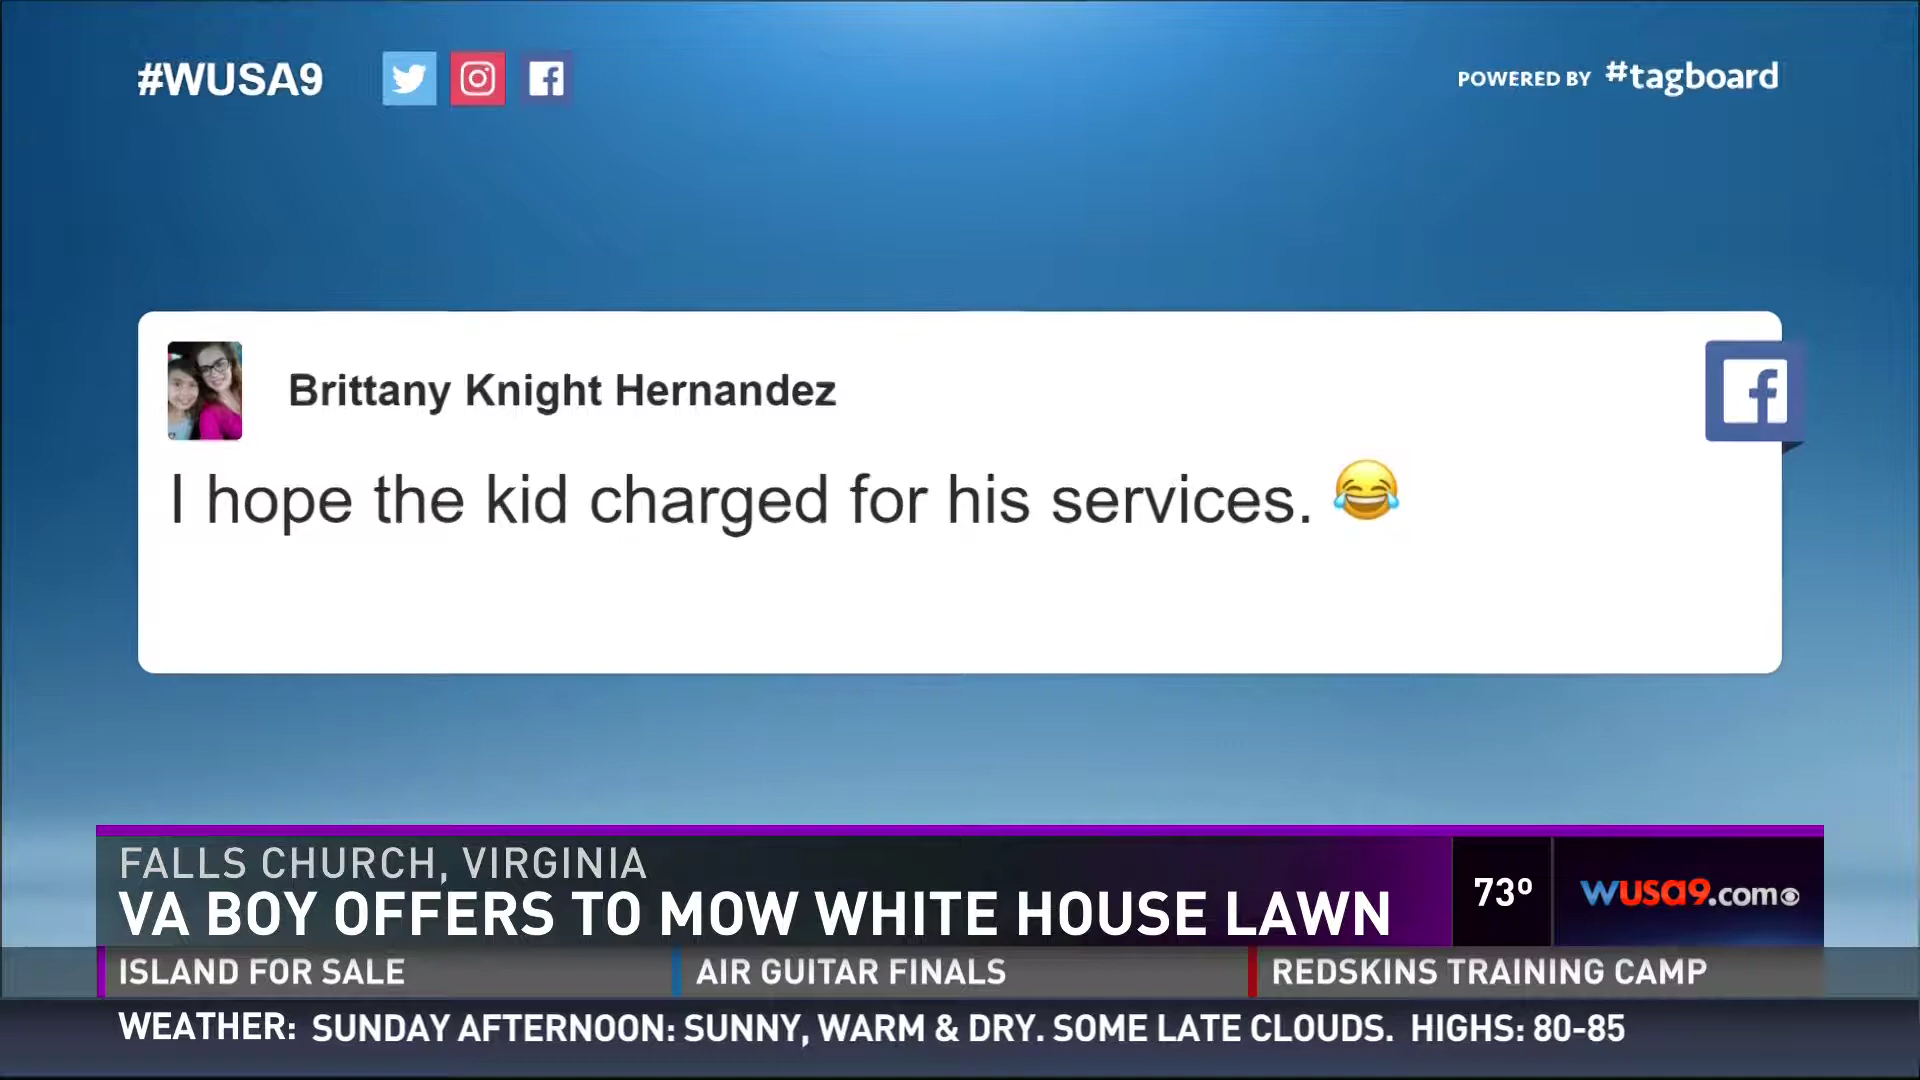 #WUSA9
POWERED BY #tagboard
Brittany Knight Hernandez
I hope the kid charged for his services. 😂
FALLS CHURCH, VIRGINIA
VA BOY OFFERS TO MOW WHITE HOUSE LAWN
73º
wusa9.com
ISLAND FOR SALE
AIR GUITAR FINALS
REDSKINS TRAINING CAMP
WEATHER: SUNDAY AFTERNOON: SUNNY, WARM & DRY. SOME LATE CLOUDS. HIGHS: 80-85